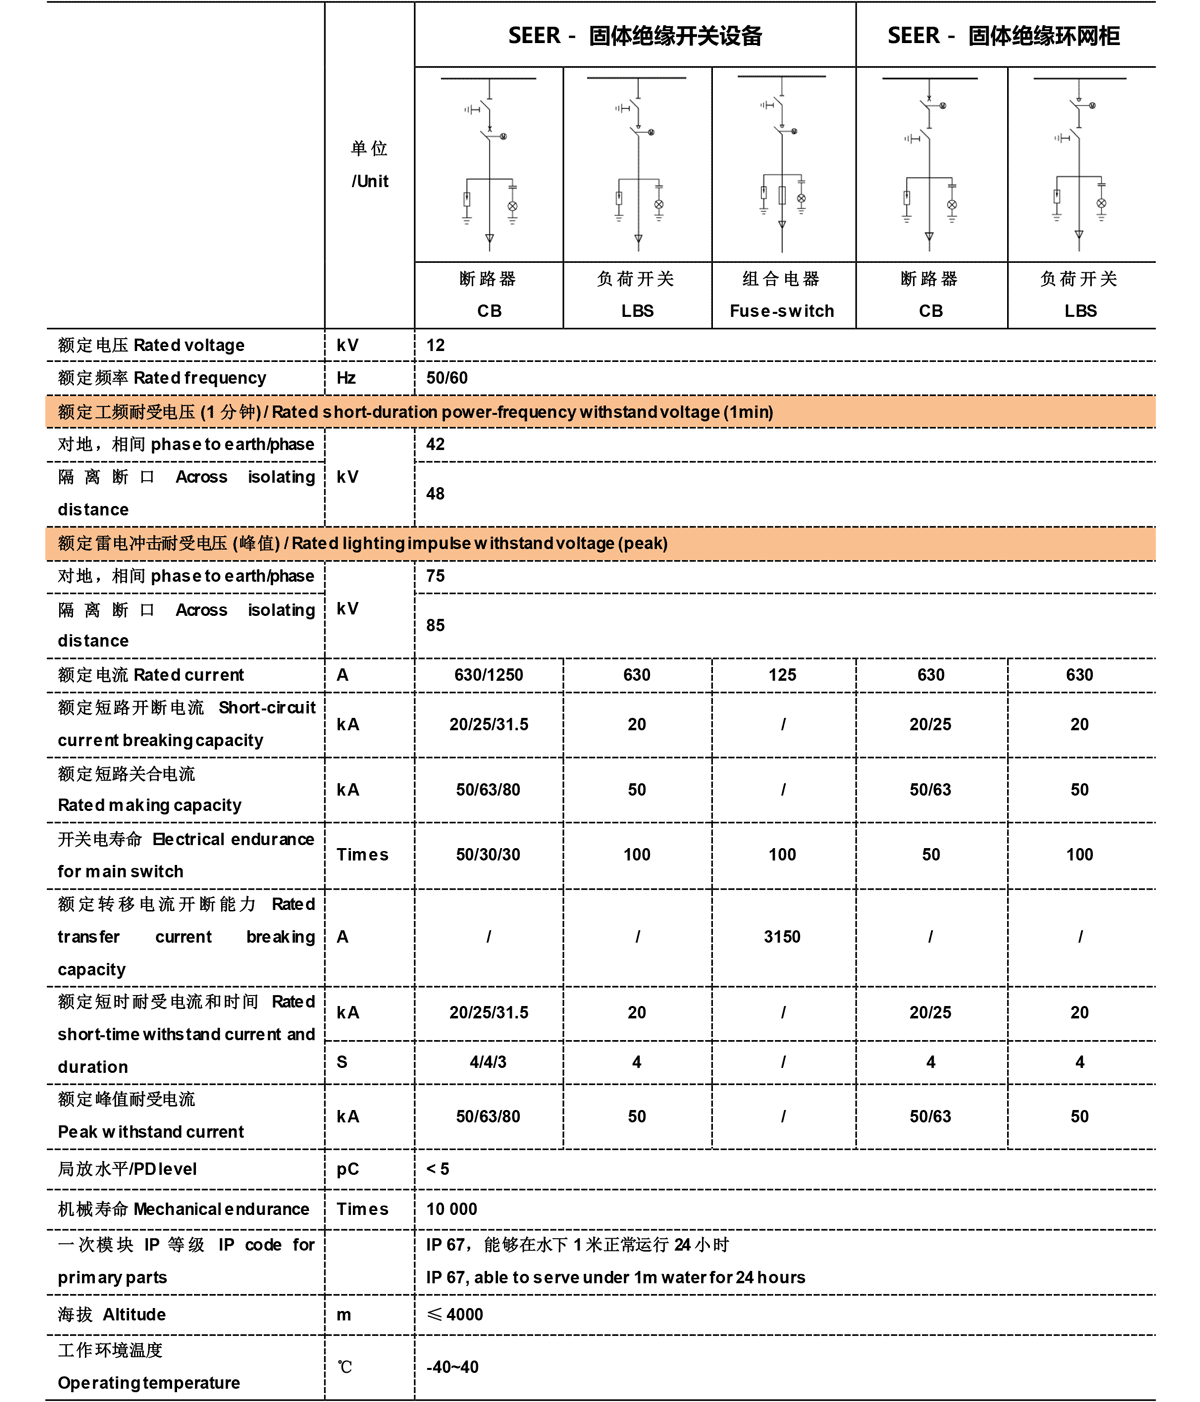 SEER - 固体绝缘开关设备
SEER - 固体绝缘环网柜
单位
/Unit
断路器
CB
负荷开关
LBS
组合电器
Fuse-switch
断路器
CB
负荷开关
LBS
额定电压 Rated voltage kV 12
额定频率 Rated frequency Hz 50/60
额定工频耐受电压 (1 分钟) / Rated short-duration power-frequency withstand voltage (1min)
对地，相间 phase to earth/phase 42
kV
隔离断口 Across isolating
distance
48
额定雷电冲击耐受电压 (峰值) / Rated lighting impulse withstand voltage (peak)
对地，相间 phase to earth/phase 75
kV
隔离断口 Across isolating
distance
85
额定电流 Rated current A 630/1250 630 125 630 630
额定短路开断电流 Short-circuit
current breaking capacity
kA 20/25/31.5 20 / 20/25 20
额定短路关合电流
Rated making capacity
kA 50/63/80 50 / 50/63 50
开关电寿命 Electrical endurance
for main switch
Times 50/30/30 100 100 50 100
额定转移电流开断能力 Rated
transfer current breaking
capacity
A / / 3150 / /
额定短时耐受电流和时间 Rated
short-time withstand current and
duration
kA 20/25/31.5 20 / 20/25 20
S 4/4/3 4 / 4 4
额定峰值耐受电流
Peak withstand current
kA 50/63/80 50 / 50/63 50
局放水平/PD level pC < 5
机械寿命 Mechanical endurance Times 10 000
一次模块 IP 等级 IP code for
primary parts
IP 67，能够在水下 1 米正常运行 24 小时
IP 67, able to serve under 1m water for 24 hours
海拔 Altitude m ≤ 4000
工作环境温度
Operating temperature
℃ -40~40